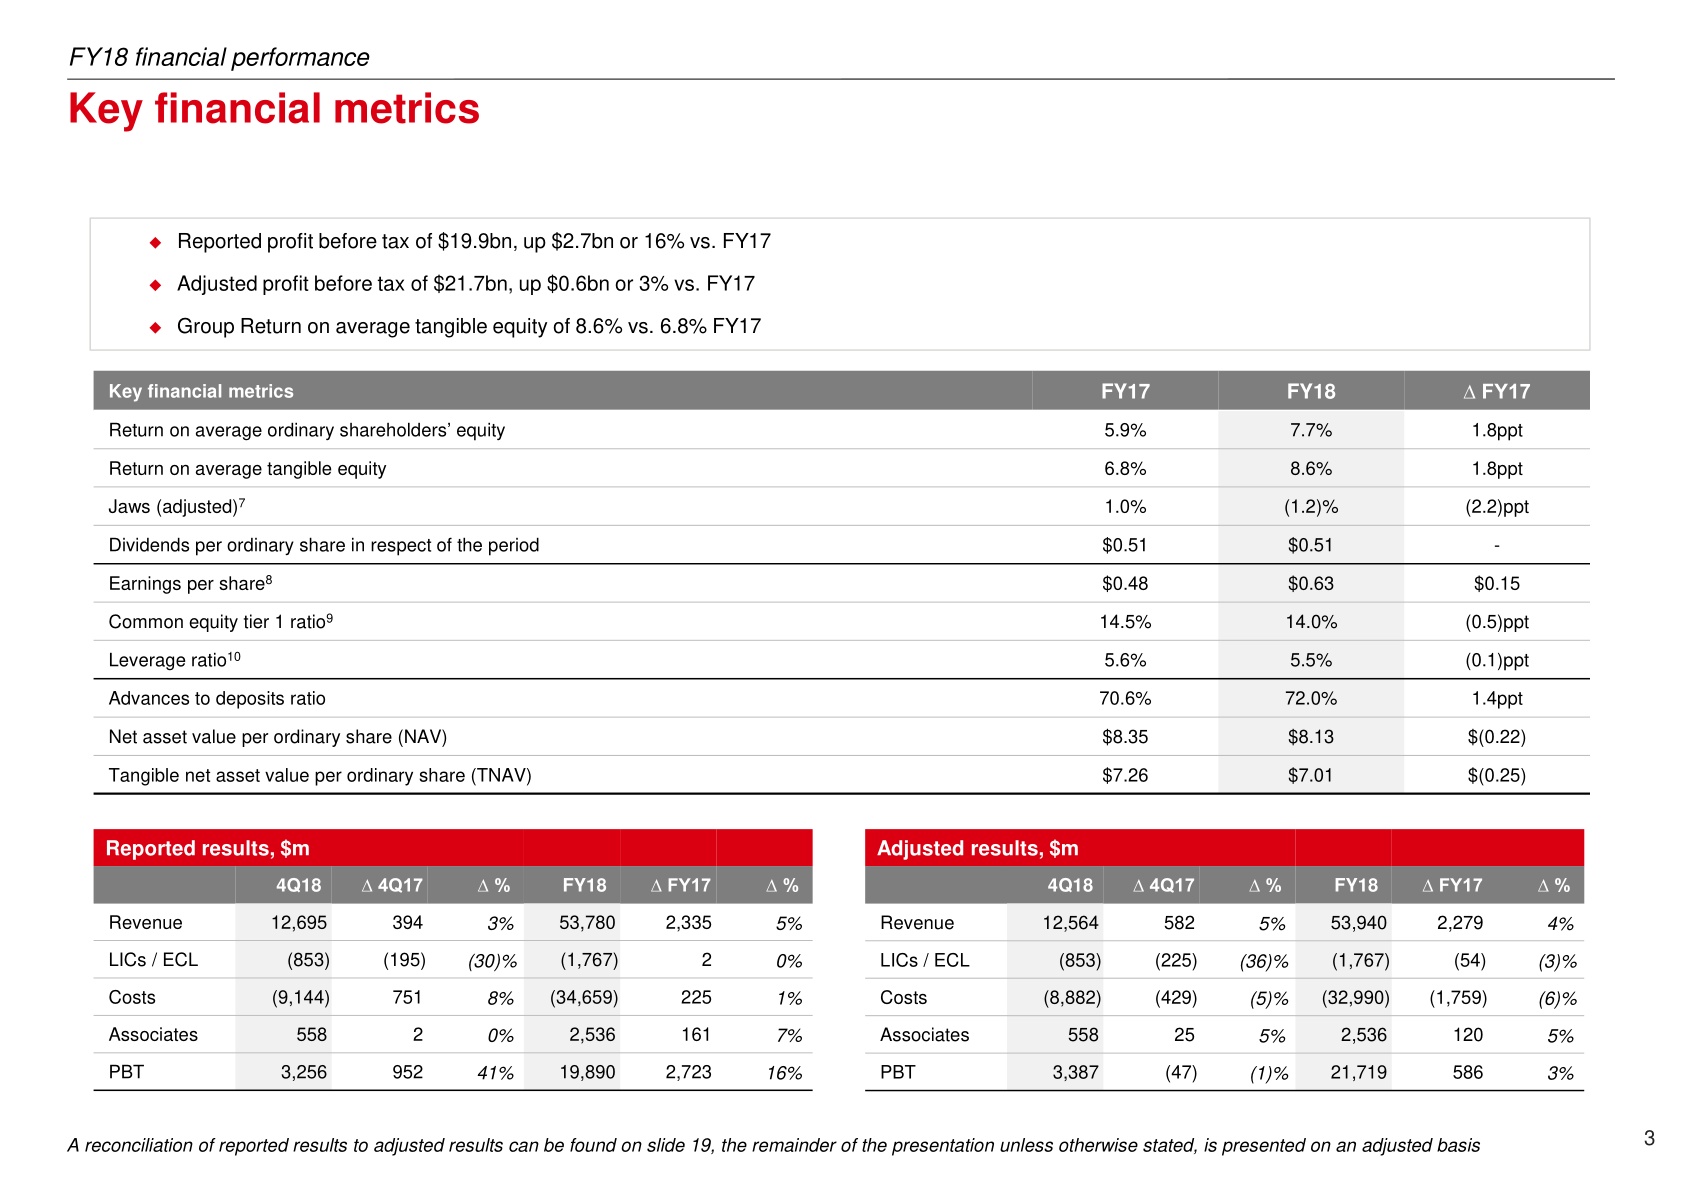 FY18 financial performance
Key financial metrics
◆ Reported profit before tax of $19.9bn, up $2.7bn or 16% vs. FY17
◆ Adjusted profit before tax of $21.7bn, up $0.6bn or 3% vs. FY17
◆ Group Return on average tangible equity of 8.6% vs. 6.8% FY17
Key financial metrics FY17 FY18 Δ FY17
Return on average ordinary shareholders’ equity 5.9% 7.7% 1.8ppt
Return on average tangible equity 6.8% 8.6% 1.8ppt
Jaws (adjusted)⁷ 1.0% (1.2)% (2.2)ppt
Dividends per ordinary share in respect of the period $0.51 $0.51 -
Earnings per share⁸ $0.48 $0.63 $0.15
Common equity tier 1 ratio⁹ 14.5% 14.0% (0.5)ppt
Leverage ratio¹⁰ 5.6% 5.5% (0.1)ppt
Advances to deposits ratio 70.6% 72.0% 1.4ppt
Net asset value per ordinary share (NAV) $8.35 $8.13 $(0.22)
Tangible net asset value per ordinary share (TNAV) $7.26 $7.01 $(0.25)
Reported results, $m
4Q18 Δ 4Q17 Δ % FY18 Δ FY17 Δ %
Revenue 12,695 394 3% 53,780 2,335 5%
LICs / ECL (853) (195) (30)% (1,767) 2 0%
Costs (9,144) 751 8% (34,659) 225 1%
Associates 558 2 0% 2,536 161 7%
PBT 3,256 952 41% 19,890 2,723 16%
Adjusted results, $m
4Q18 Δ 4Q17 Δ % FY18 Δ FY17 Δ %
Revenue 12,564 582 5% 53,940 2,279 4%
LICs / ECL (853) (225) (36)% (1,767) (54) (3)%
Costs (8,882) (429) (5)% (32,990) (1,759) (6)%
Associates 558 25 5% 2,536 120 5%
PBT 3,387 (47) (1)% 21,719 586 3%
A reconciliation of reported results to adjusted results can be found on slide 19, the remainder of the presentation unless otherwise stated, is presented on an adjusted basis
3